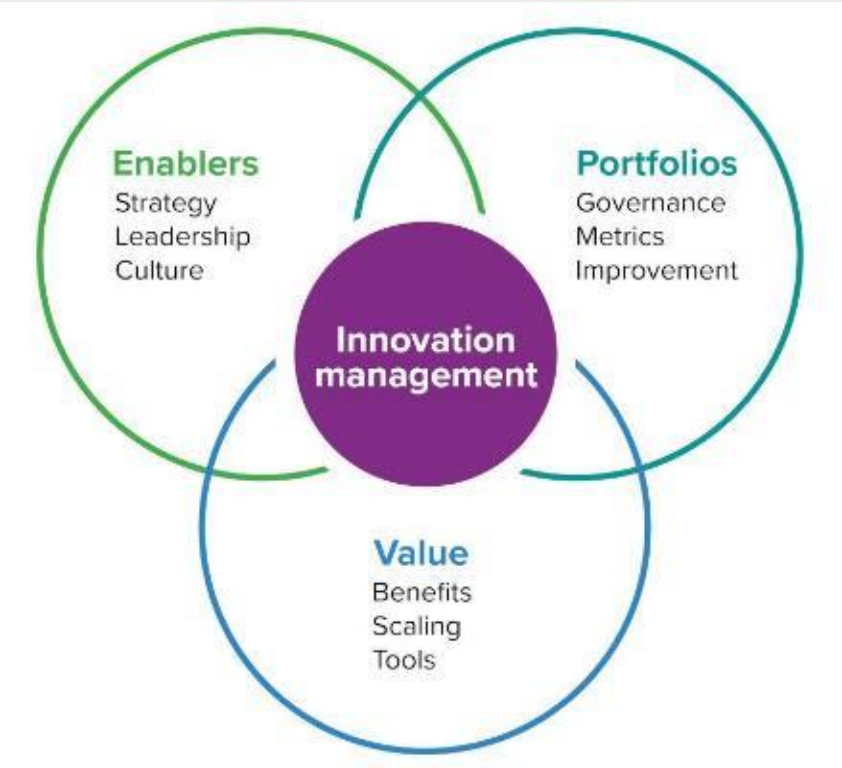 Enablers
Strategy
Leadership
Culture
Portfolios
Governance
Metrics
Improvement
Innovation
management
Value
Benefits
Scaling
Tools